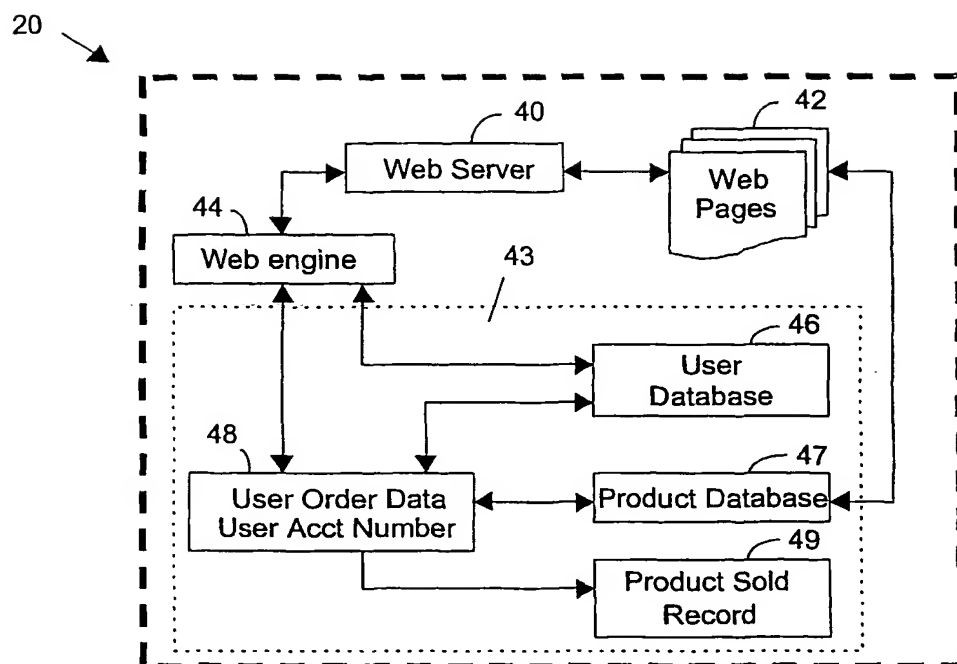 20
40
42
Web Server
Web
Pages
44
Web engine
43
46
User
Database
48
47
User Order Data
User Acct Number
Product Database
49
Product Sold
Record